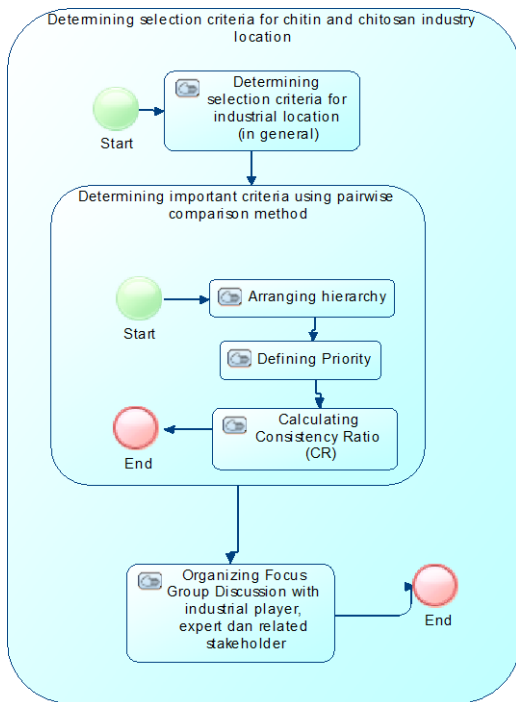 Determining selection criteria for chitin and chitosan industry
location
Determining
selection criteria for
industrial location
(in general)
Start
Determining important criteria using pairwise
comparison method
Arranging hierarchy
Start
Defining Priority
Calculating
Consistency Ratio
(CR)
End
Organizing Focus
Group Discussion with
industrial player,
expert dan related
stakeholder
End